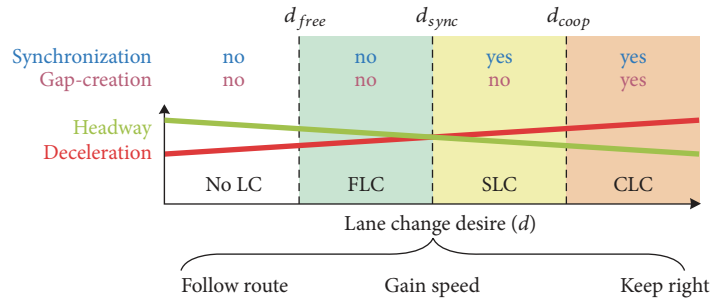 d_free d_sync d_coop
Synchronization no no yes yes
Gap-creation no no no yes
Headway
Deceleration
No LC FLC SLC CLC
Lane change desire (d)
Follow route Gain speed Keep right